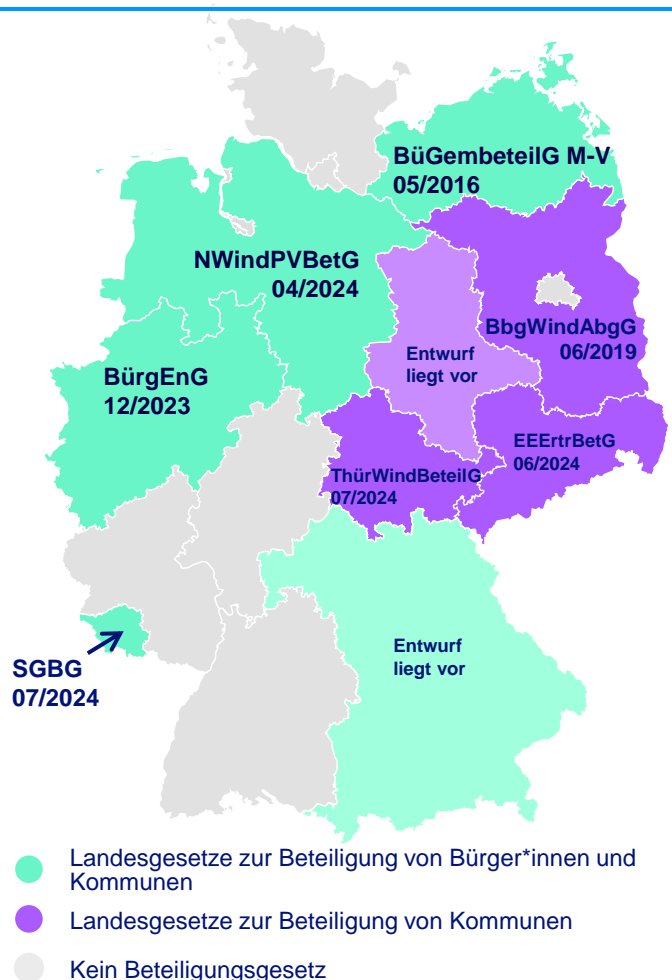 BüGembeteilG M-V
05/2016
NWindPVBetG
04/2024
BbgWindAbgG
06/2019
Entwurf
liegt vor
BürgEnG
12/2023
EEErtrBetG
06/2024
ThürWindBeteilG
07/2024
Entwurf
liegt vor
SGBG
07/2024
Landesgesetze zur Beteiligung von Bürger*innen und
Kommunen
Landesgesetze zur Beteiligung von Kommunen
Kein Beteiligungsgesetz